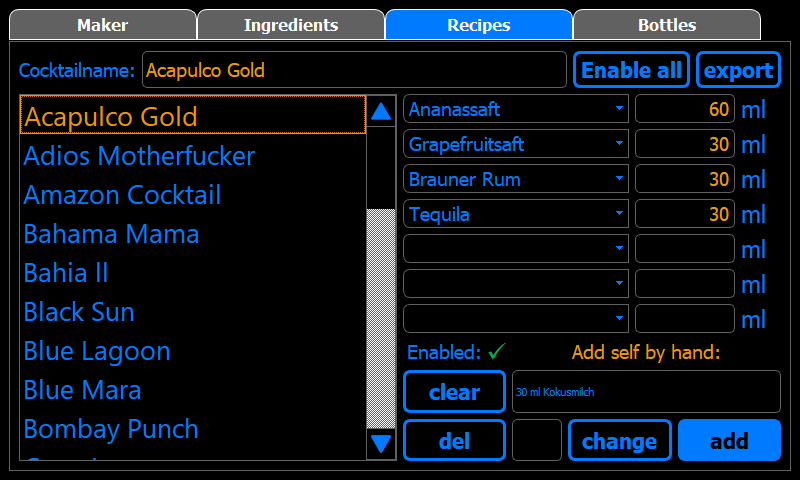 Maker Ingredients Recipes Bottles
Cocktailname: Acapulco Gold Enable all export
Acapulco Gold
Adios Motherfucker
Amazon Cocktail
Bahama Mama
Bahia ll
Black Sun
Blue Lagoon
Blue Mara
Bombay Punch
Ananassaft 60 ml
Grapefruitsaft 30 ml
Brauner Rum 30 ml
Tequila 30 ml
ml
ml
ml
Enabled: ✓ Add self by hand:
clear 30 ml Kokusmilch
del change add